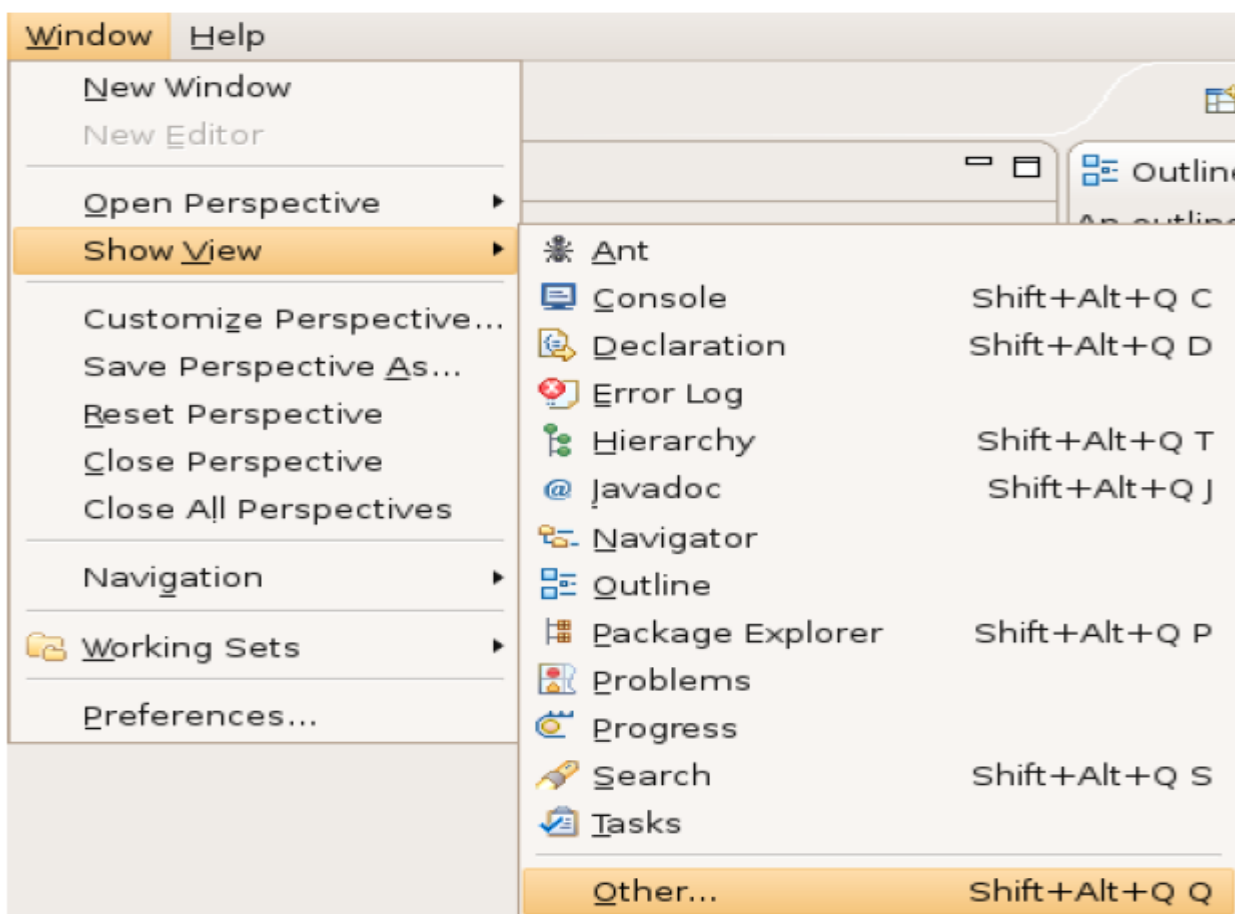 Window Help
New Window
New Editor
Open Perspective
Show View
Customize Perspective...
Save Perspective As...
Reset Perspective
Close Perspective
Close All Perspectives
Navigation
Working Sets
Preferences...
Outline
An outline
Ant
Console Shift+Alt+Q C
Declaration Shift+Alt+Q D
Error Log
Hierarchy Shift+Alt+Q T
@ Javadoc Shift+Alt+Q J
Navigator
Outline
Package Explorer Shift+Alt+Q P
Problems
Progress
Search Shift+Alt+Q S
Tasks
Other... Shift+Alt+Q Q